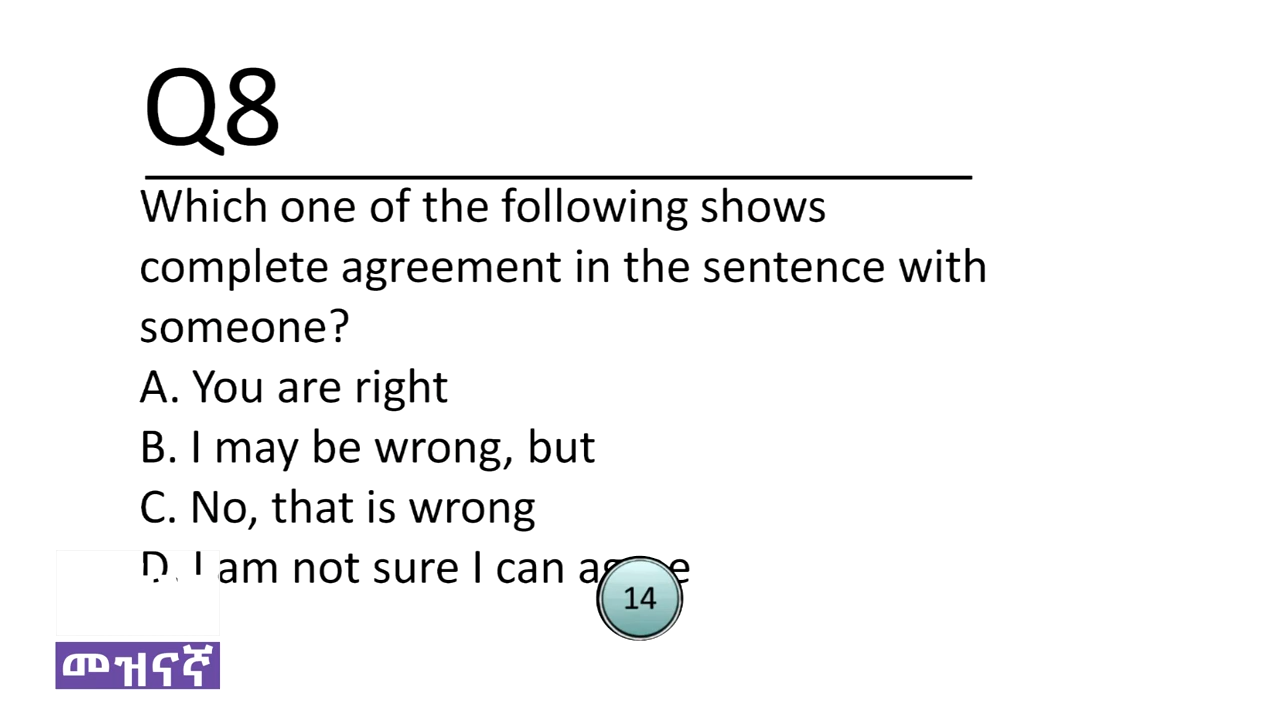 Q8
Which one of the following shows
complete agreement in the sentence with
someone?
A. You are right
B. I may be wrong, but
C. No, that is wrong
D. I am not sure I can agree
14
መዝናኛ